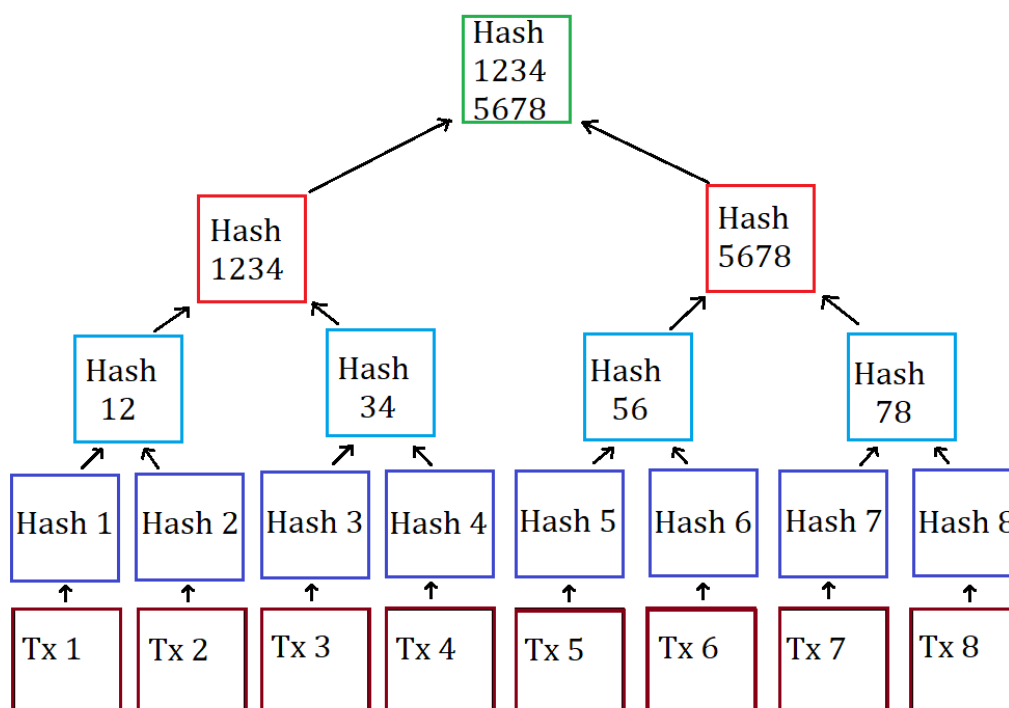 Hash
1234
5678
Hash
1234
Hash
5678
Hash
12
Hash
34
Hash
56
Hash
78
Hash 1
Hash 2
Hash 3
Hash 4
Hash 5
Hash 6
Hash 7
Hash 8
Tx 1
Tx 2
Tx 3
Tx 4
Tx 5
Tx 6
Tx 7
Tx 8